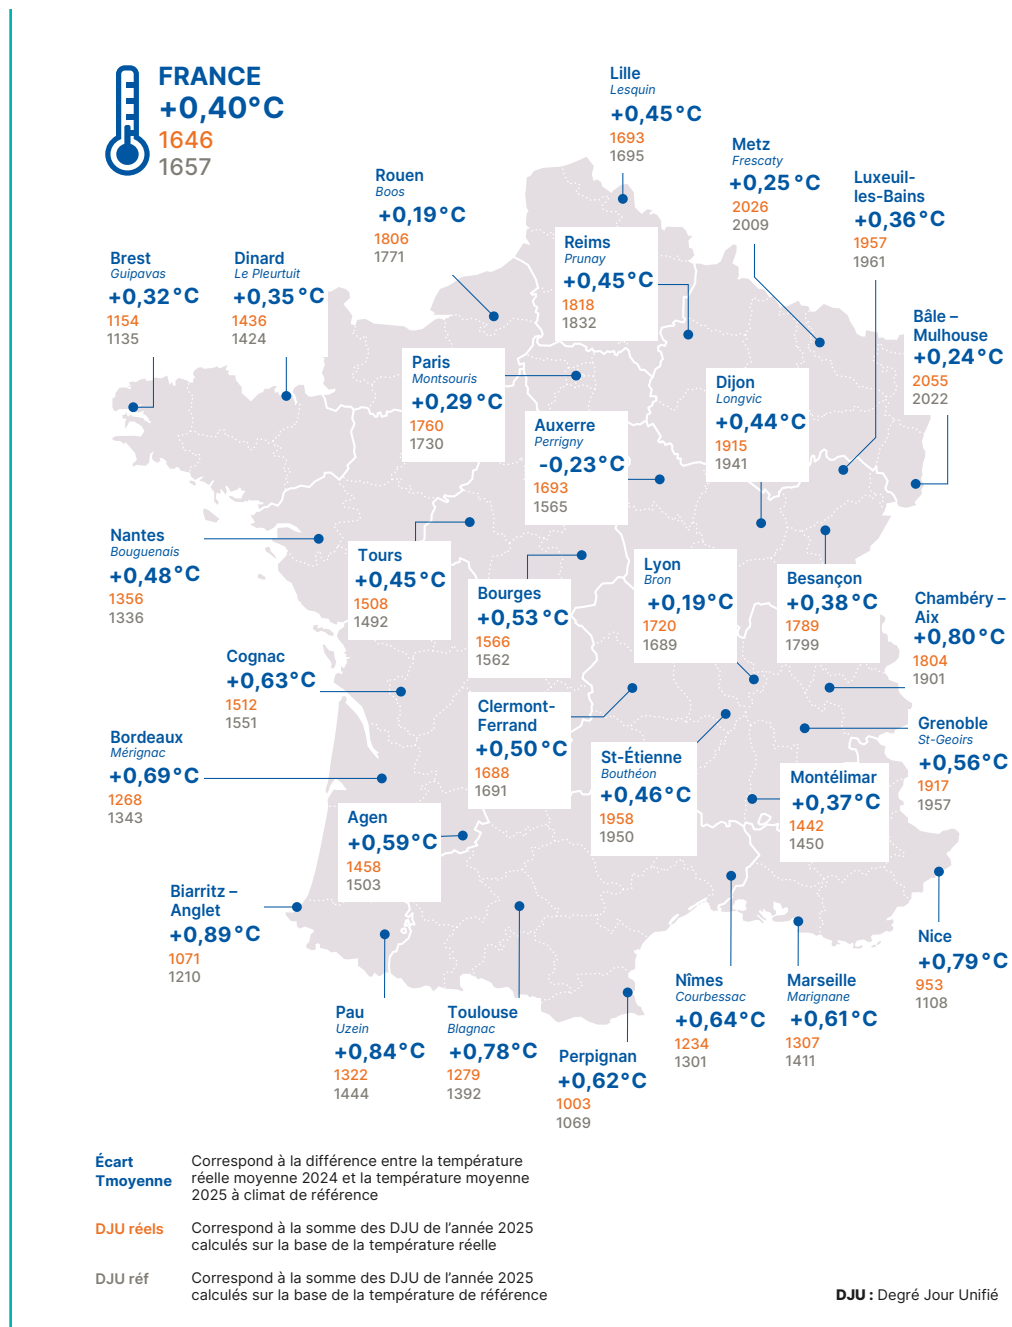 FRANCE
+0,40°C
1646
1657
Lille
Lesquin
+0,45°C
1693
1695
Metz
Frescaty
+0,25°C
2026
2009
Luxeuil-
les-Bains
+0,36°C
1957
1961
Rouen
Boos
+0,19°C
1806
1771
Reims
Prunay
+0,45°C
1818
1832
Brest
Guipavas
+0,32°C
1154
1135
Dinard
Le Pleurtuit
+0,35°C
1436
1424
Bâle –
Mulhouse
+0,24°C
2055
2022
Paris
Montsouris
+0,29°C
1760
1730
Dijon
Longvic
+0,44°C
1915
1941
Auxerre
Perrigny
-0,23°C
1693
1565
Nantes
Bouguenais
+0,48°C
1356
1336
Tours
+0,45°C
1508
1492
Bourges
+0,53°C
1566
1562
Lyon
Bron
+0,19°C
1720
1689
Besançon
+0,38°C
1789
1799
Chambéry –
Aix
+0,80°C
1804
1901
Cognac
+0,63°C
1512
1551
Clermont-
Ferrand
+0,50°C
1688
1691
Grenoble
St-Geoirs
+0,56°C
1917
1957
Bordeaux
Mérignac
+0,69°C
1268
1343
St-Étienne
Bouthéon
+0,46°C
1958
1950
Montélimar
+0,37°C
1442
1450
Agen
+0,59°C
1458
1503
Biarritz –
Anglet
+0,89°C
1071
1210
Nice
+0,79°C
953
1108
Nîmes
Courbessac
+0,64°C
1234
1301
Marseille
Marignane
+0,61°C
1307
1411
Pau
Uzein
+0,84°C
1322
1444
Toulouse
Blagnac
+0,78°C
1279
1392
Perpignan
+0,62°C
1003
1069
Écart
Tmoyenne
Correspond à la différence entre la température
réelle moyenne 2024 et la température moyenne
2025 à climat de référence
DJU réels
Correspond à la somme des DJU de l'année 2025
calculés sur la base de la température réelle
DJU réf
Correspond à la somme des DJU de l'année 2025
calculés sur la base de la température de référence
DJU : Degré Jour Unifié